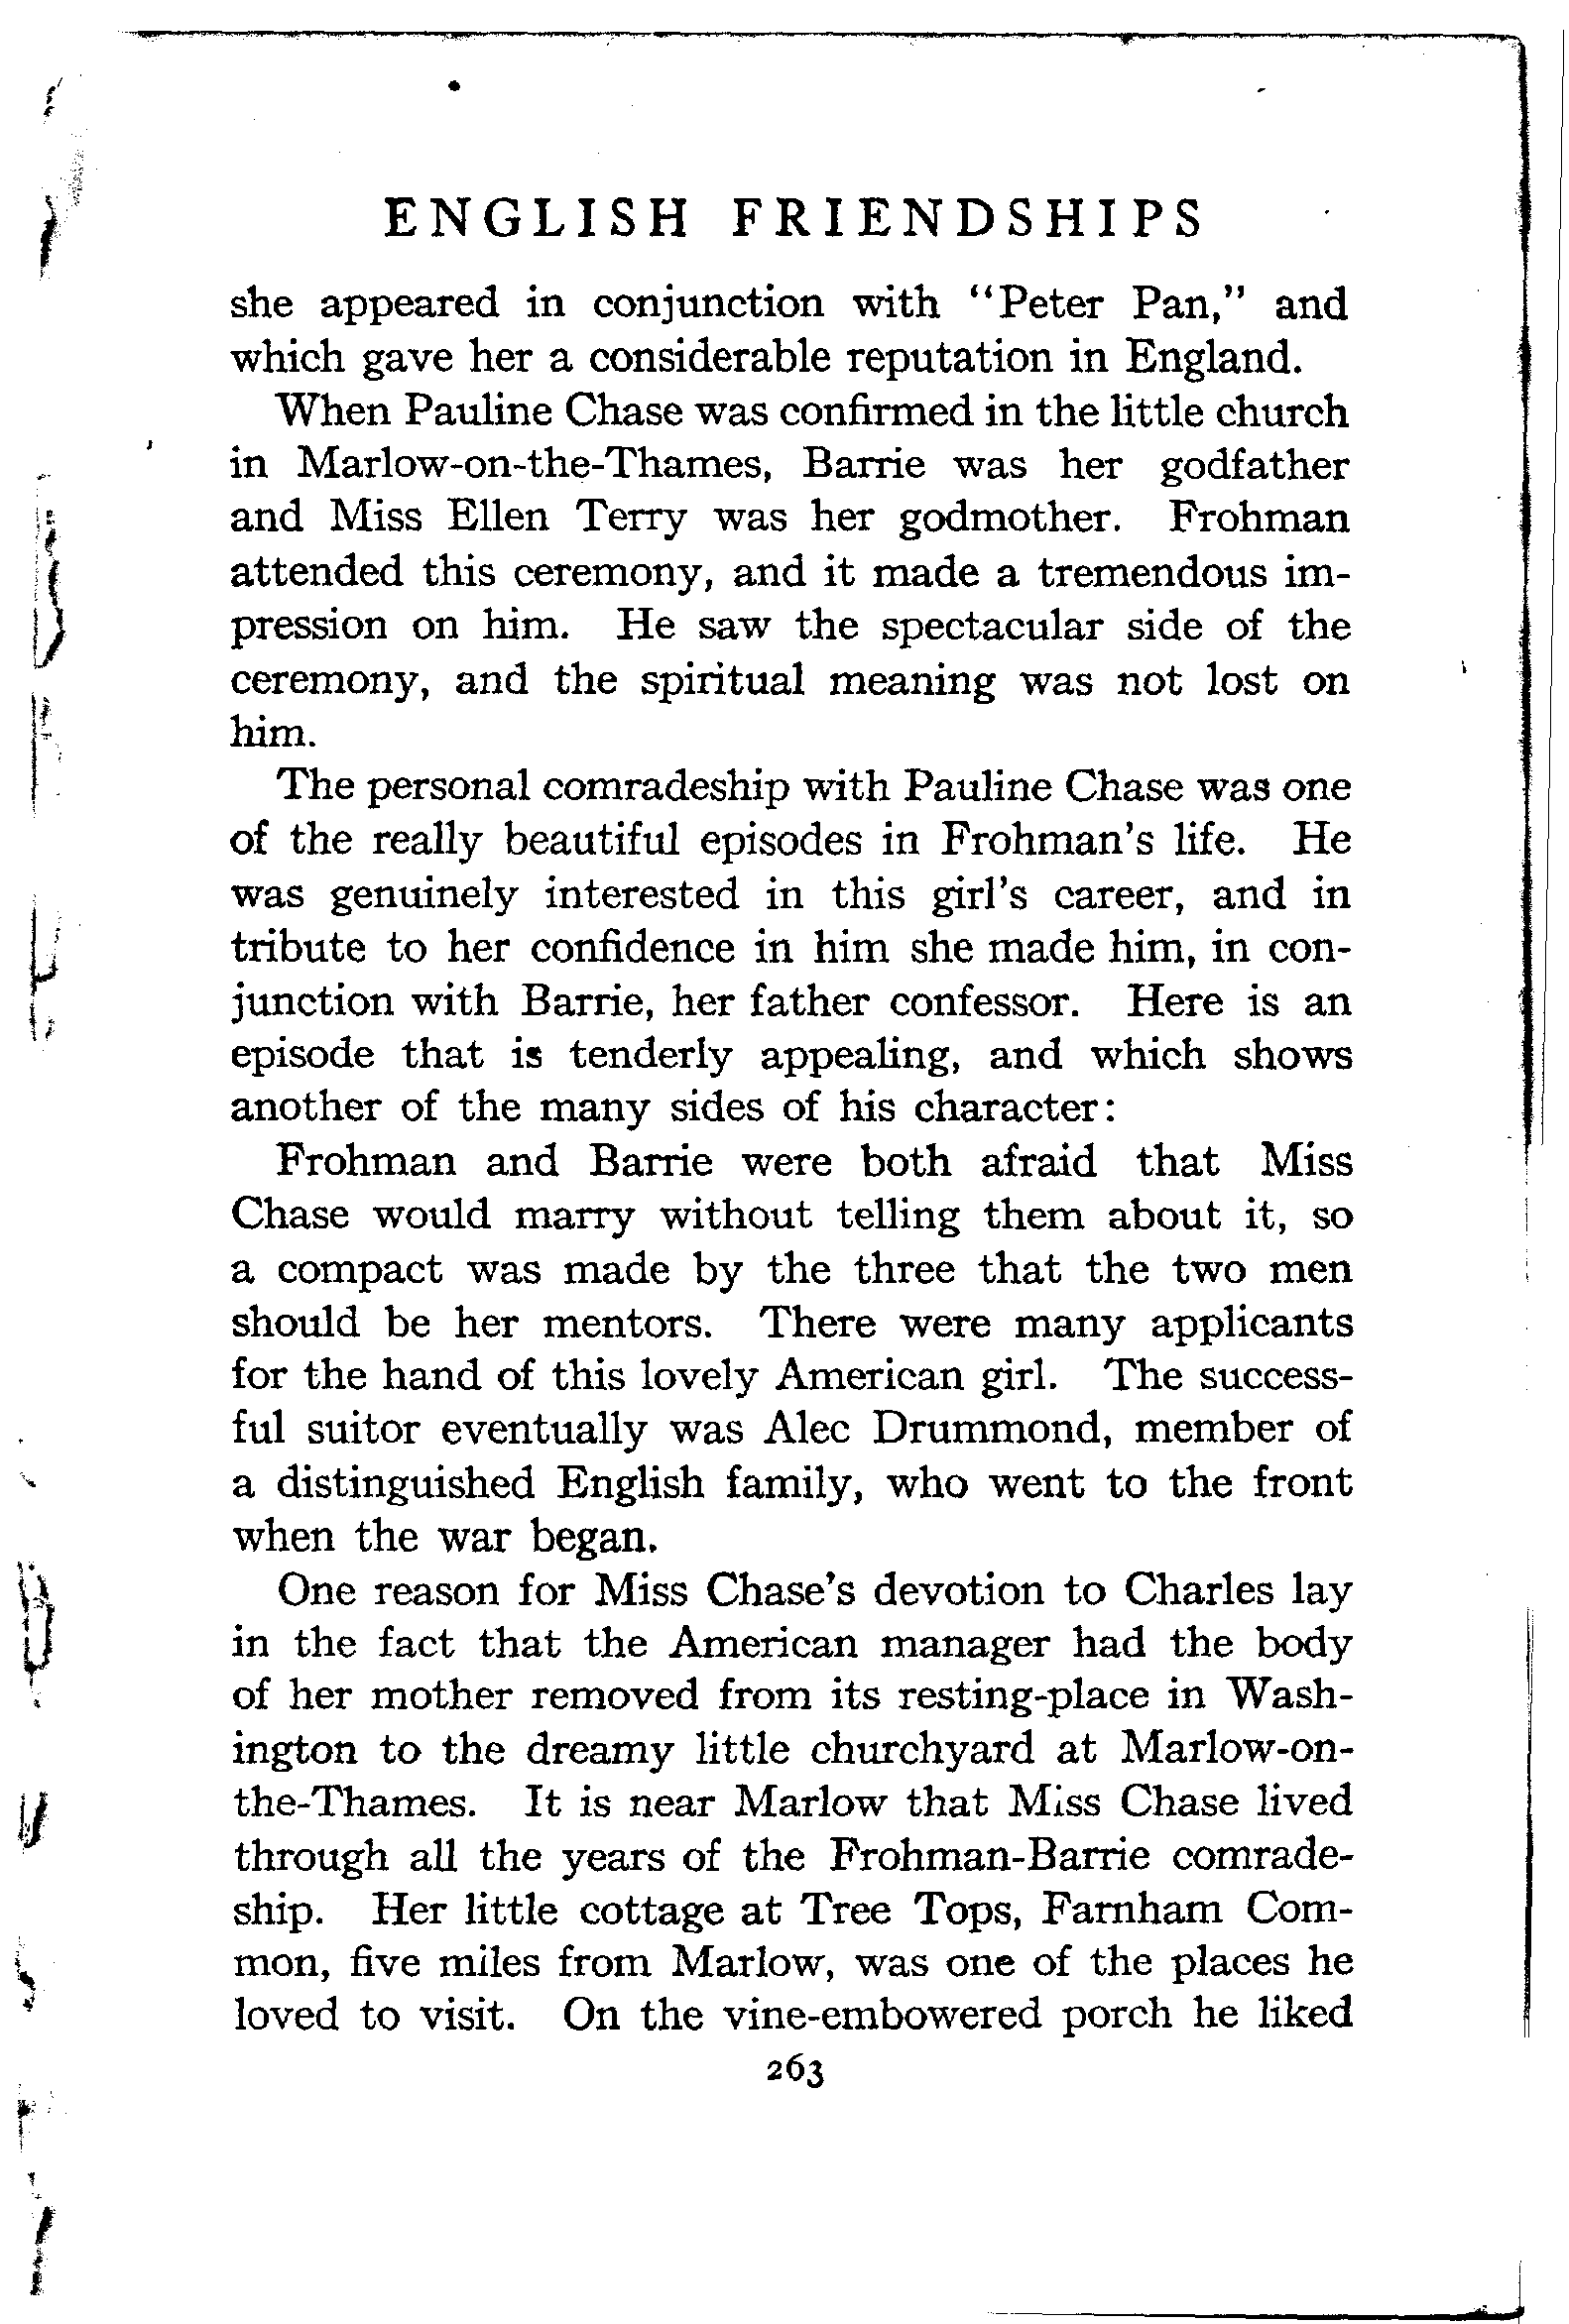 ENGLISH FRIENDSHIPS
she appeared in conjunction with “Peter Pan,” and
which gave her a considerable reputation in England.
When Pauline Chase was confirmed in the little church
in Marlow-on-the-Thames, Barrie was her godfather
and Miss Ellen Terry was her godmother. Frohman
attended this ceremony, and it made a tremendous im-
pression on him. He saw the spectacular side of the
ceremony, and the spiritual meaning was not lost on
him.
The personal comradeship with Pauline Chase was one
of the really beautiful episodes in Frohman's life. He
was genuinely interested in this girl's career, and in
tribute to her confidence in him she made him, in con-
junction with Barrie, her father confessor. Here is an
episode that is tenderly appealing, and which shows
another of the many sides of his character:
Frohman and Barrie were both afraid that Miss
Chase would marry without telling them about it, so
a compact was made by the three that the two men
should be her mentors. There were many applicants
for the hand of this lovely American girl. The success-
ful suitor eventually was Alec Drummond, member of
a distinguished English family, who went to the front
when the war began.
One reason for Miss Chase's devotion to Charles lay
in the fact that the American manager had the body
of her mother removed from its resting-place in Wash-
ington to the dreamy little churchyard at Marlow-on-
the-Thames. It is near Marlow that Miss Chase lived
through all the years of the Frohman-Barrie comrade-
ship. Her little cottage at Tree Tops, Farnham Com-
mon, five miles from Marlow, was one of the places he
loved to visit. On the vine-embowered porch he liked
263